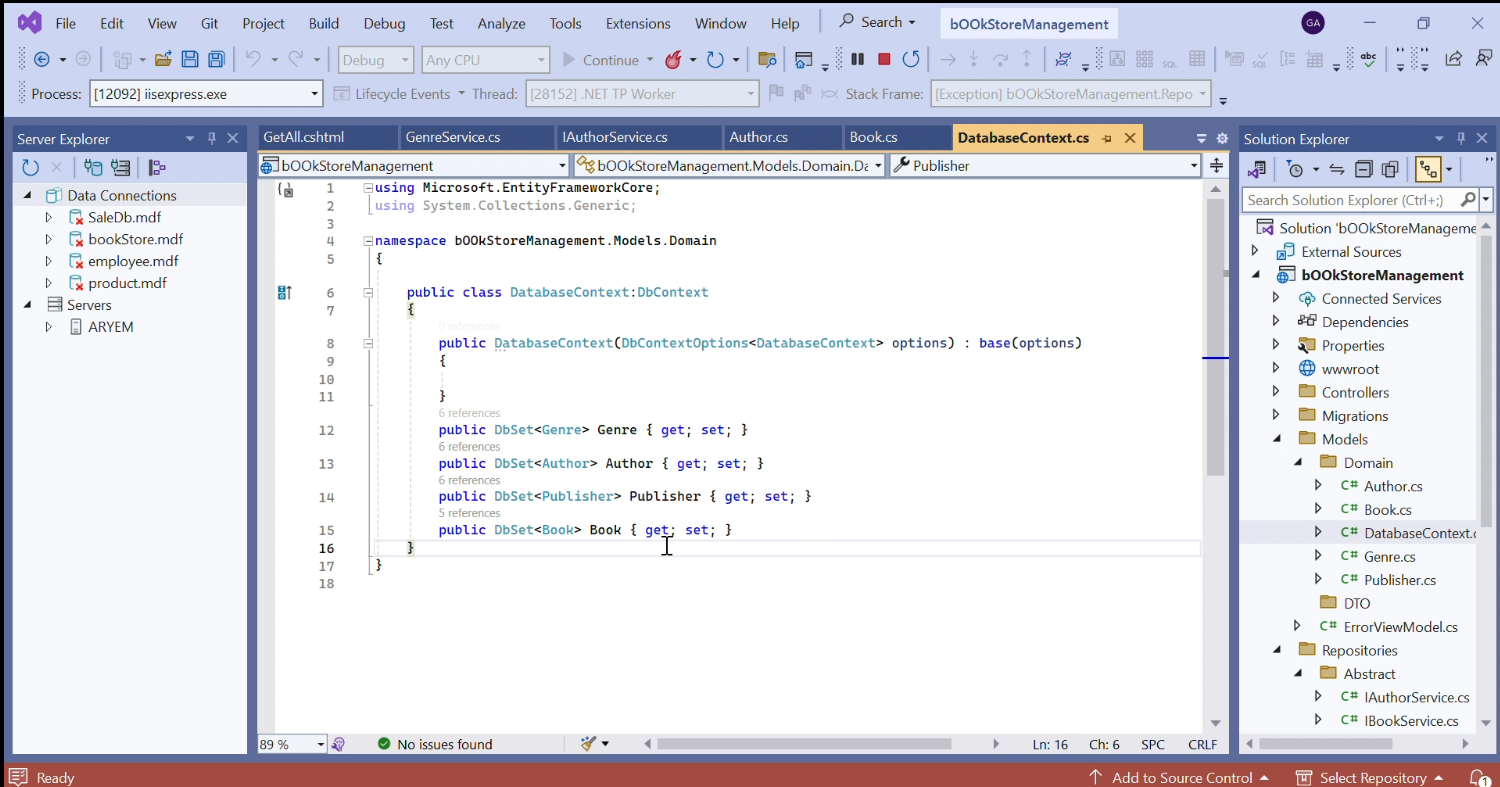 File Edit View Git Project Build Debug Test Analyze Tools Extensions Window Help Search bOOkStoreManagement GA
Debug Any CPU Continue
Process: [12092] iisexpress.exe Lifecycle Events Thread: [28152] .NET TP Worker Stack Frame: [Exception] bOOkStoreManagement.Repo
Server Explorer
Data Connections
SaleDb.mdf
bookStore.mdf
employee.mdf
product.mdf
Servers
ARYEM
GetAll.cshtml GenreService.cs IAuthorService.cs Author.cs Book.cs DatabaseContext.cs
bOOkStoreManagement bOOkStoreManagement.Models.Domain.Da Publisher
1 using Microsoft.EntityFrameworkCore;
2 using System.Collections.Generic;
3
4 namespace bOOkStoreManagement.Models.Domain
5 {
6 public class DatabaseContext:DbContext
7 {
0 references
8 public DatabaseContext(DbContextOptions<DatabaseContext> options) : base(options)
9 {
10
11 }
6 references
12 public DbSet<Genre> Genre { get; set; }
6 references
13 public DbSet<Author> Author { get; set; }
6 references
14 public DbSet<Publisher> Publisher { get; set; }
5 references
15 public DbSet<Book> Book { get; set; }
16 }
17 }
18
89 % No issues found Ln: 16 Ch: 6 SPC CRLF
Solution Explorer
Search Solution Explorer (Ctrl+;)
Solution 'bOOkStoreManageme
External Sources
bOOkStoreManagement
Connected Services
Dependencies
Properties
wwwroot
Controllers
Migrations
Models
Domain
C# Author.cs
C# Book.cs
C# DatabaseContext.c
C# Genre.cs
C# Publisher.cs
DTO
C# ErrorViewModel.cs
Repositories
Abstract
C# IAuthorService.cs
C# IBookService.cs
Ready Add to Source Control Select Repository 1